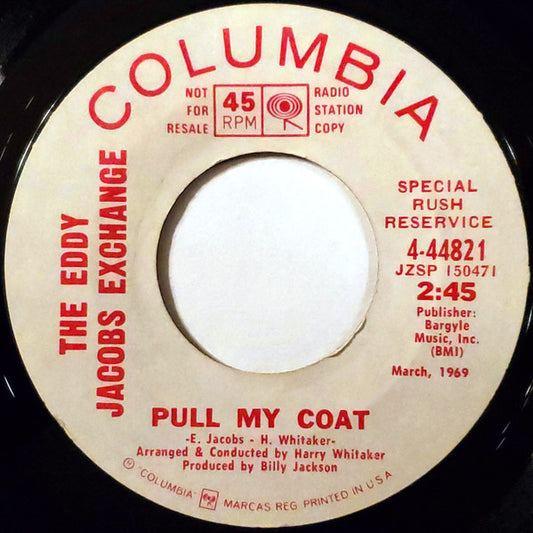 COLUMBIA
NOT
FOR
RESALE
45
RPM
RADIO
STATION
COPY
THE EDDY
JACOBS EXCHANGE
SPECIAL
RUSH
RESERVICE
4-44821
JZSP 150471
2:45
Publisher:
Bargyle
Music, Inc.
(BMI)
March, 1969
PULL MY COAT
-E. Jacobs - H. Whitaker-
Arranged & Conducted by Harry Whitaker
Produced by Billy Jackson
"COLUMBIA" MARCAS REG. PRINTED IN U.S.A.